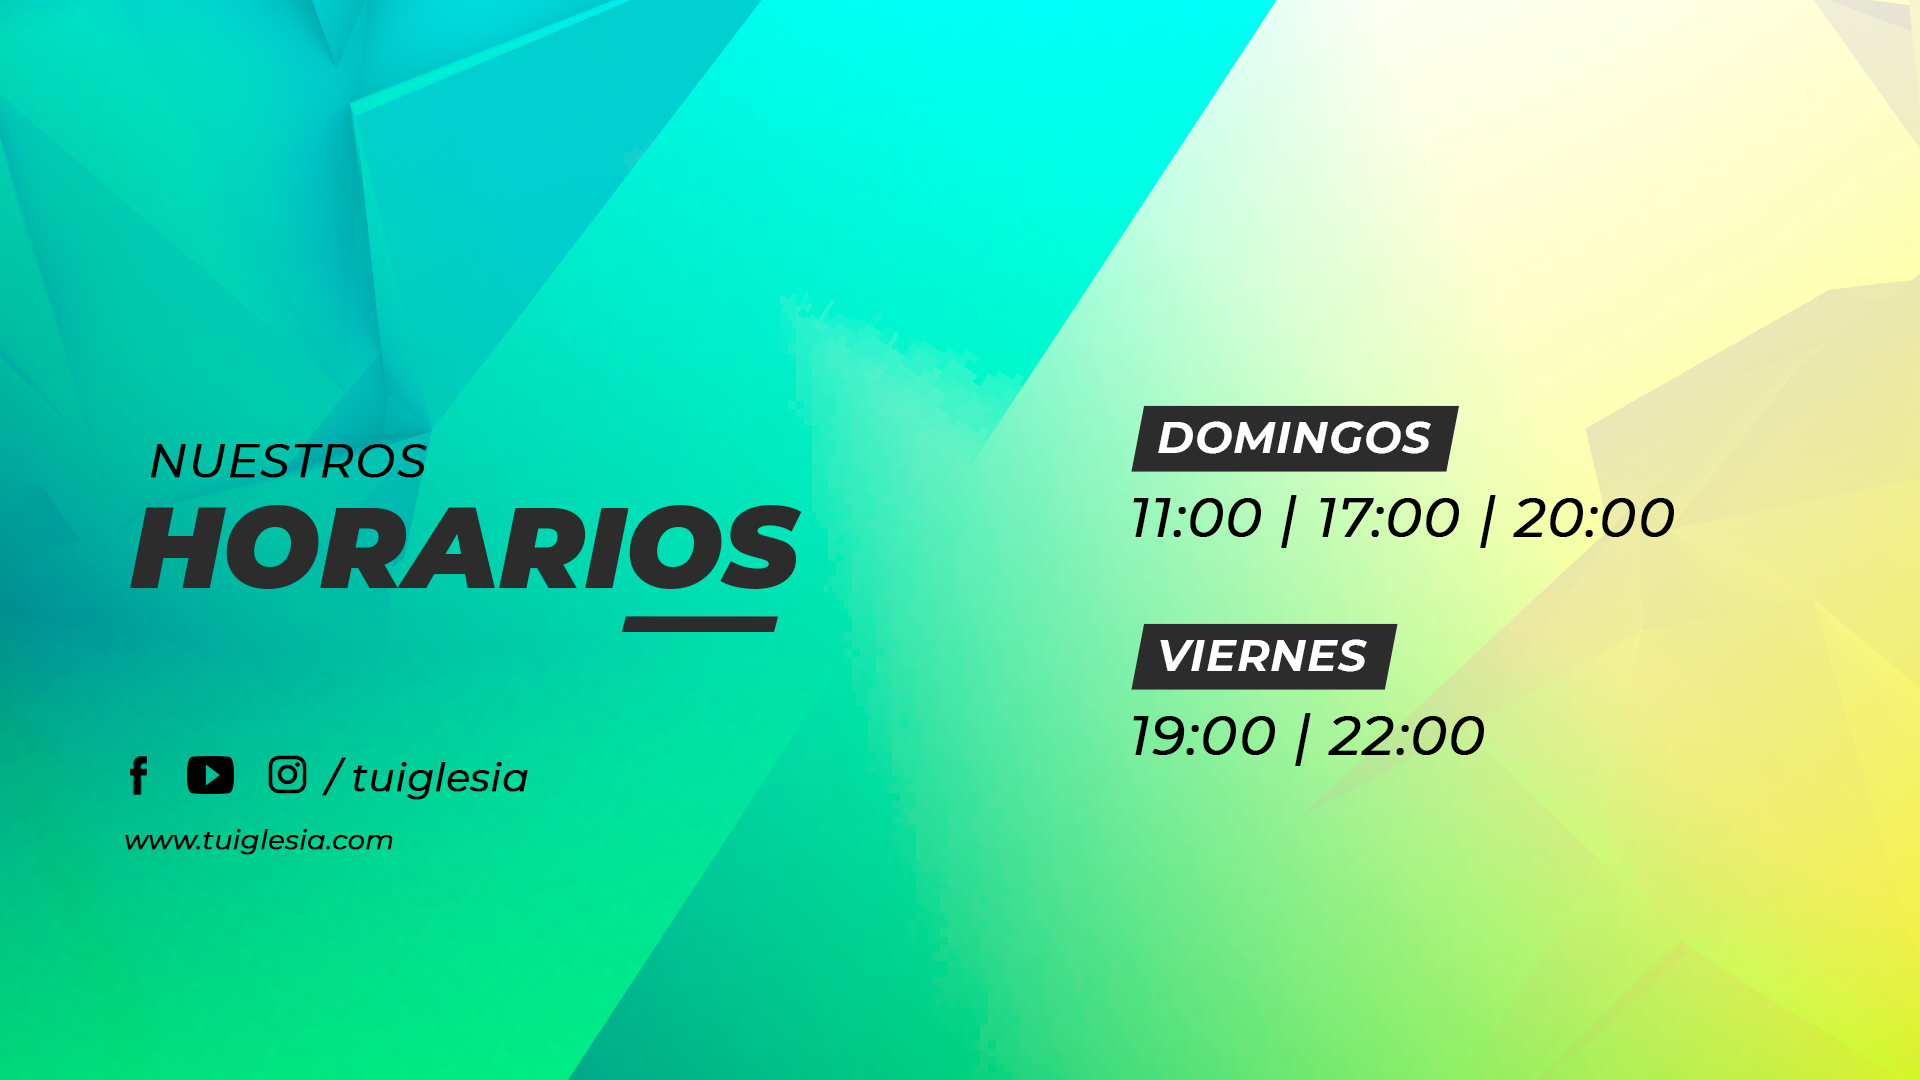 NUESTROS
HORARIOS
/ tuiglesia
www.tuiglesia.com
DOMINGOS
11:00 | 17:00 | 20:00
VIERNES
19:00 | 22:00